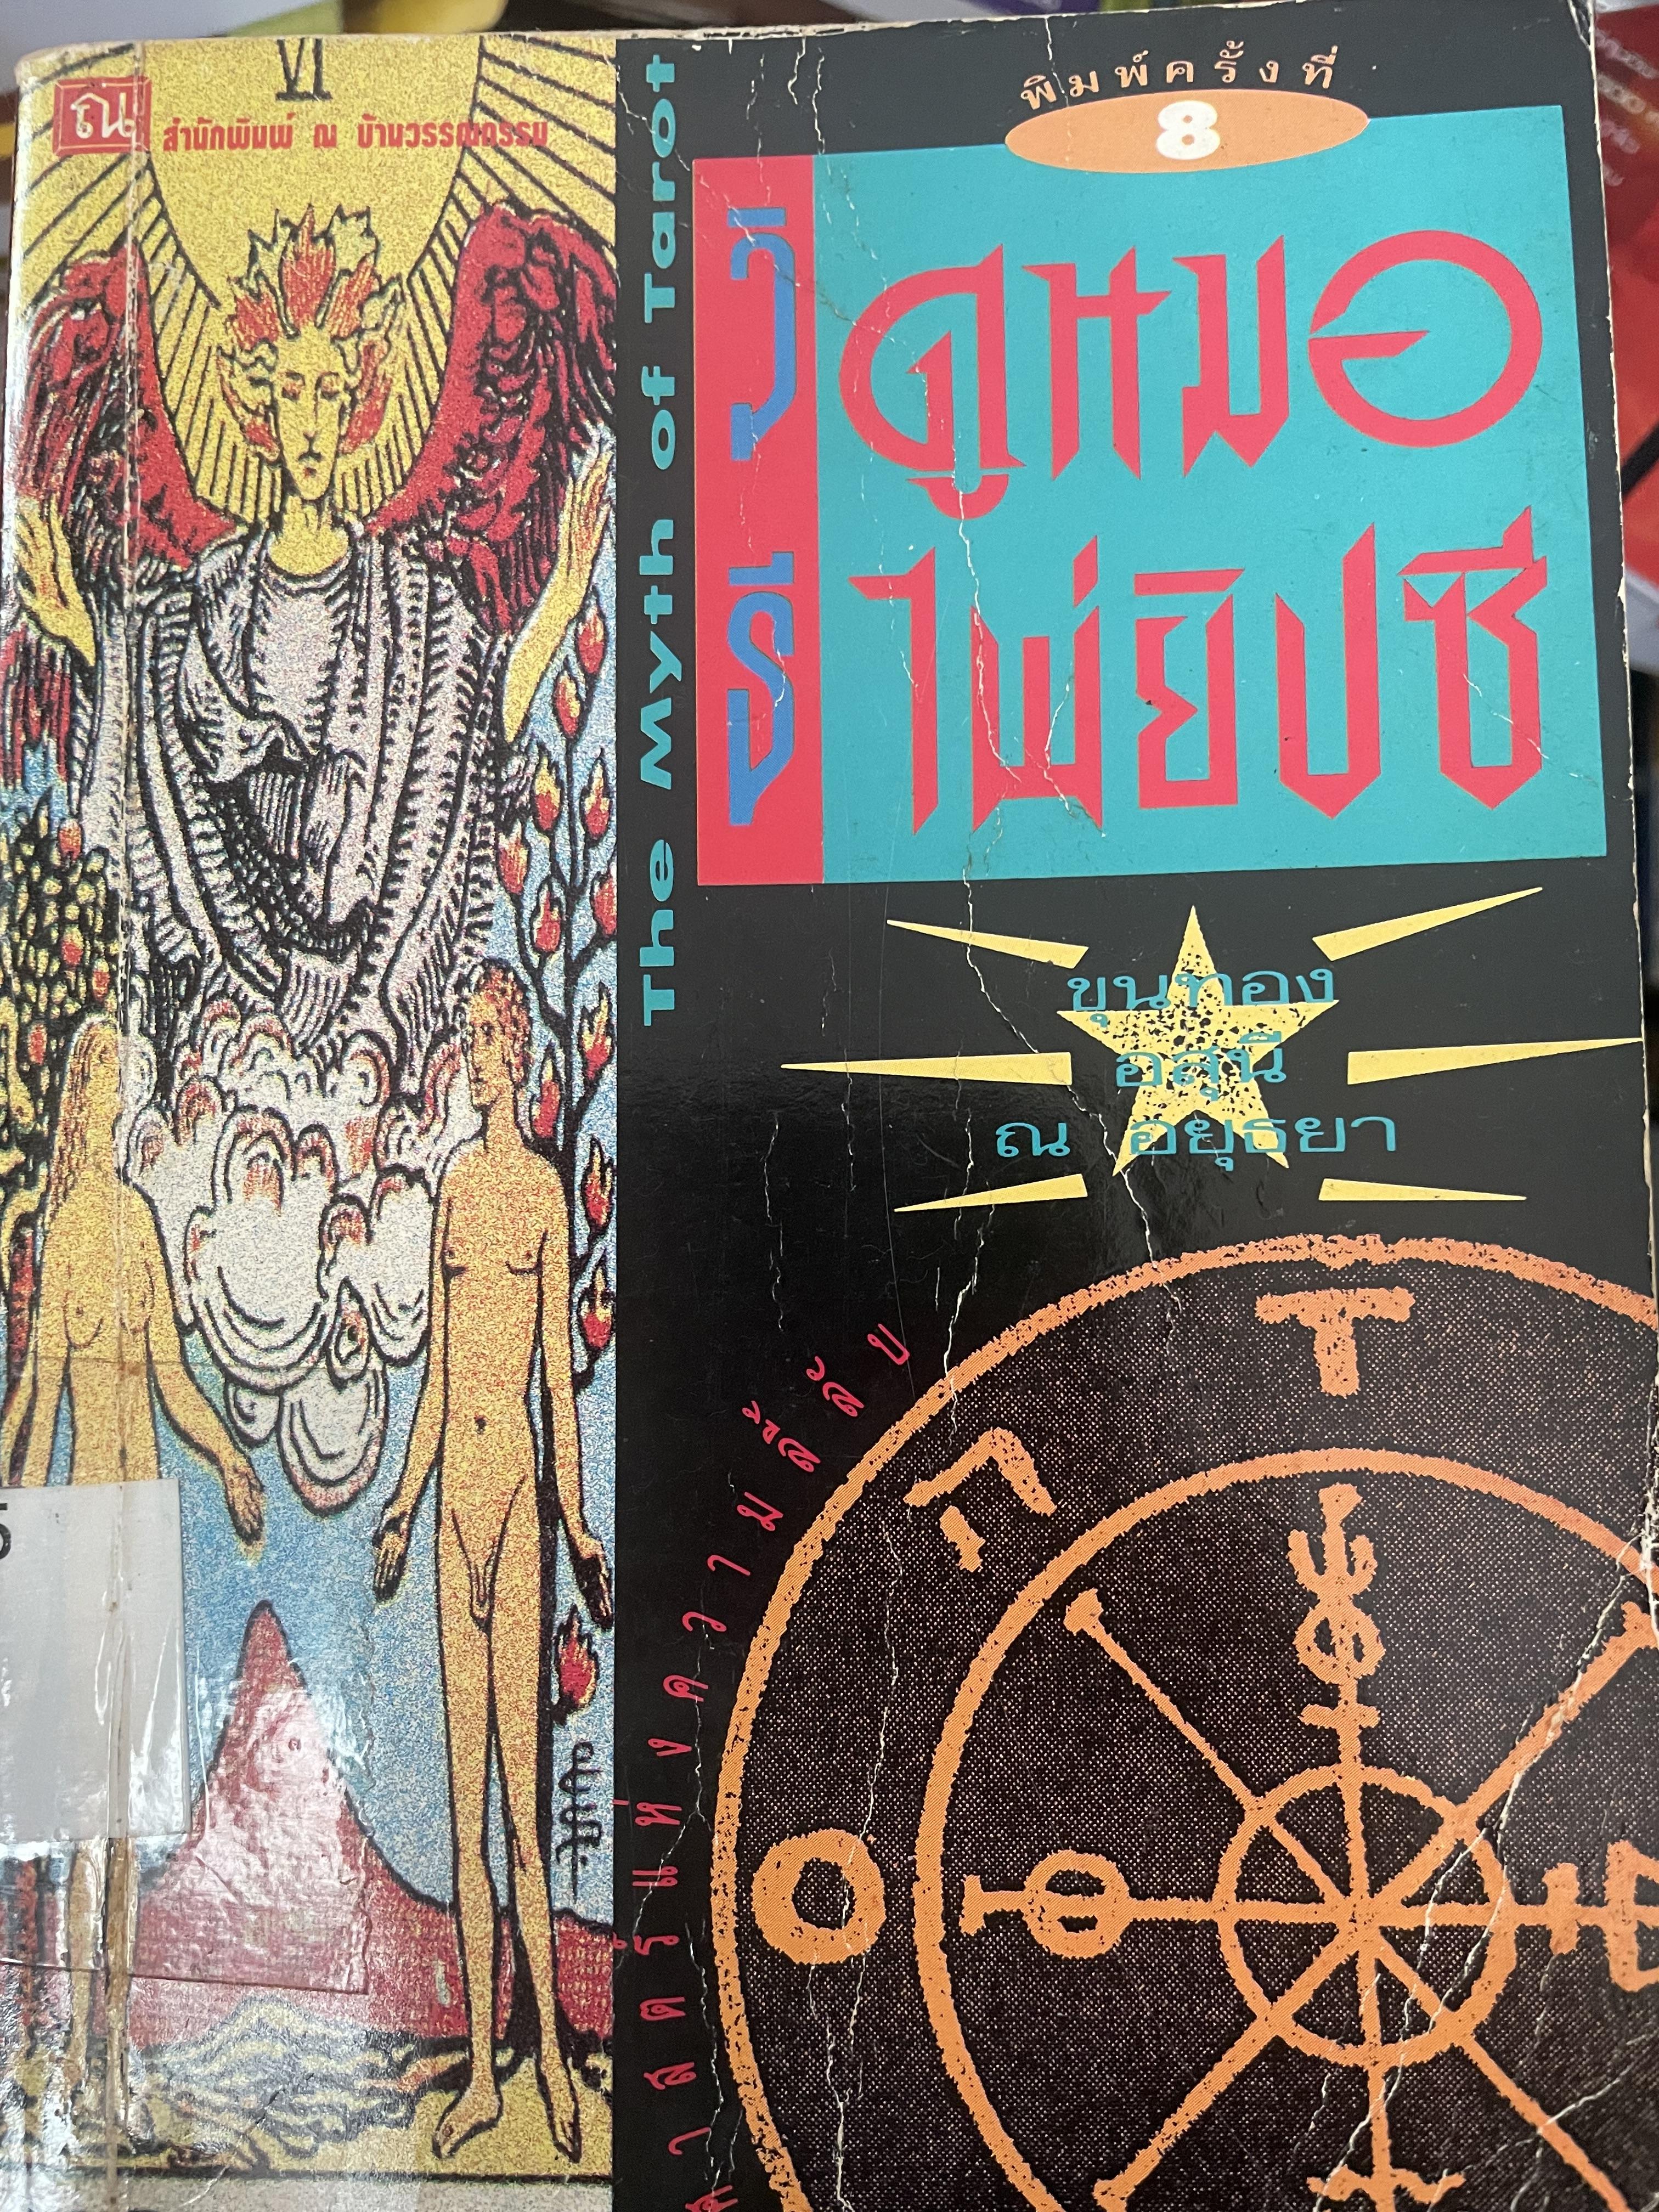 VI
ณ
สำนักพิมพ์ ณ บ้านวรรณกรรม
The Myth of Tarot
พิมพ์ครั้งที่
8
วิธี
ดูหมอ
ไพ่ยิปซี
ขุนทอง
อสุนี
ณ อยุธยา
ศาสตร์แห่งความลี้ลับ
T
O
5